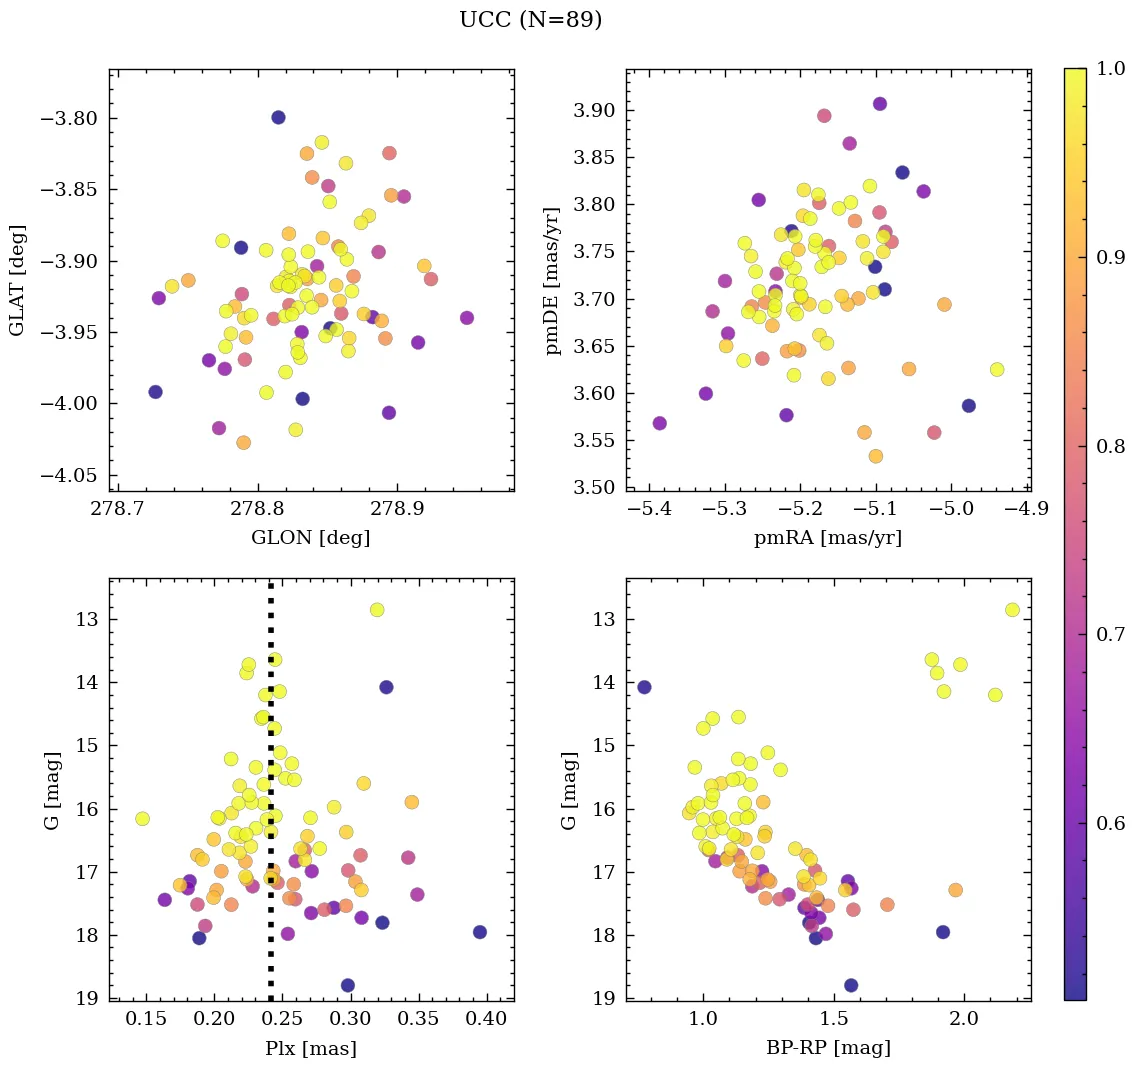 UCC (N=89)
−3.80
−3.85
−3.90
−3.95
−4.00
−4.05
GLAT [deg]
278.7 278.8 278.9
GLON [deg]
3.90
3.85
3.80
3.75
3.70
3.65
3.60
3.55
3.50
pmDE [mas/yr]
−5.4 −5.3 −5.2 −5.1 −5.0 −4.9
pmRA [mas/yr]
13
14
15
16
17
18
19
G [mag]
0.15 0.20 0.25 0.30 0.35 0.40
Plx [mas]
13
14
15
16
17
18
19
G [mag]
1.0 1.5 2.0
BP-RP [mag]
1.0
0.9
0.8
0.7
0.6